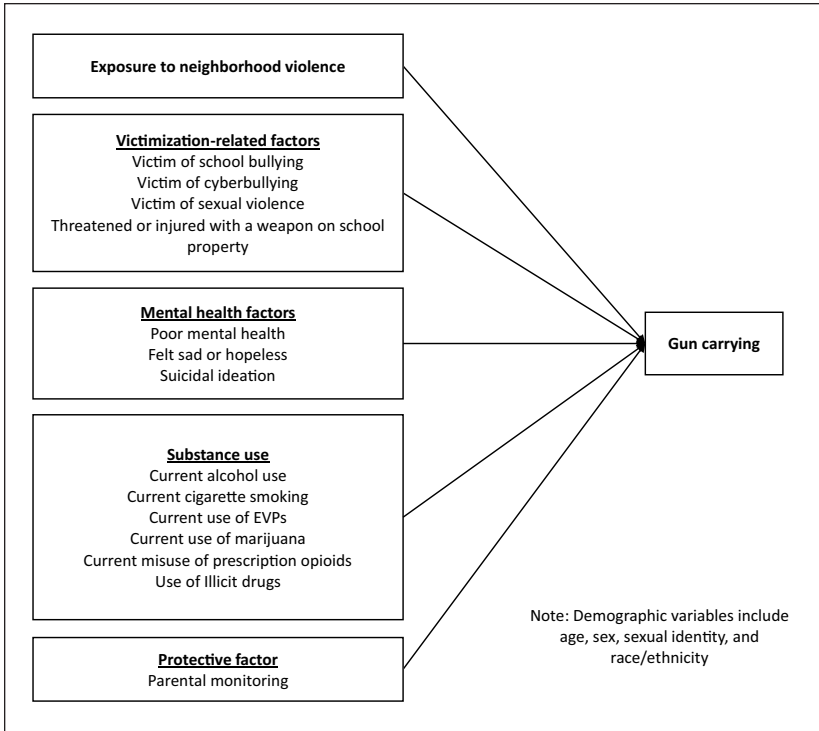 Exposure to neighborhood violence
Victimization-related factors
Victim of school bullying
Victim of cyberbullying
Victim of sexual violence
Threatened or injured with a weapon on school
property
Mental health factors
Poor mental health
Felt sad or hopeless
Suicidal ideation
Gun carrying
Substance use
Current alcohol use
Current cigarette smoking
Current use of EVPs
Current use of marijuana
Current misuse of prescription opioids
Use of Illicit drugs
Note: Demographic variables include
age, sex, sexual identity, and
race/ethnicity
Protective factor
Parental monitoring